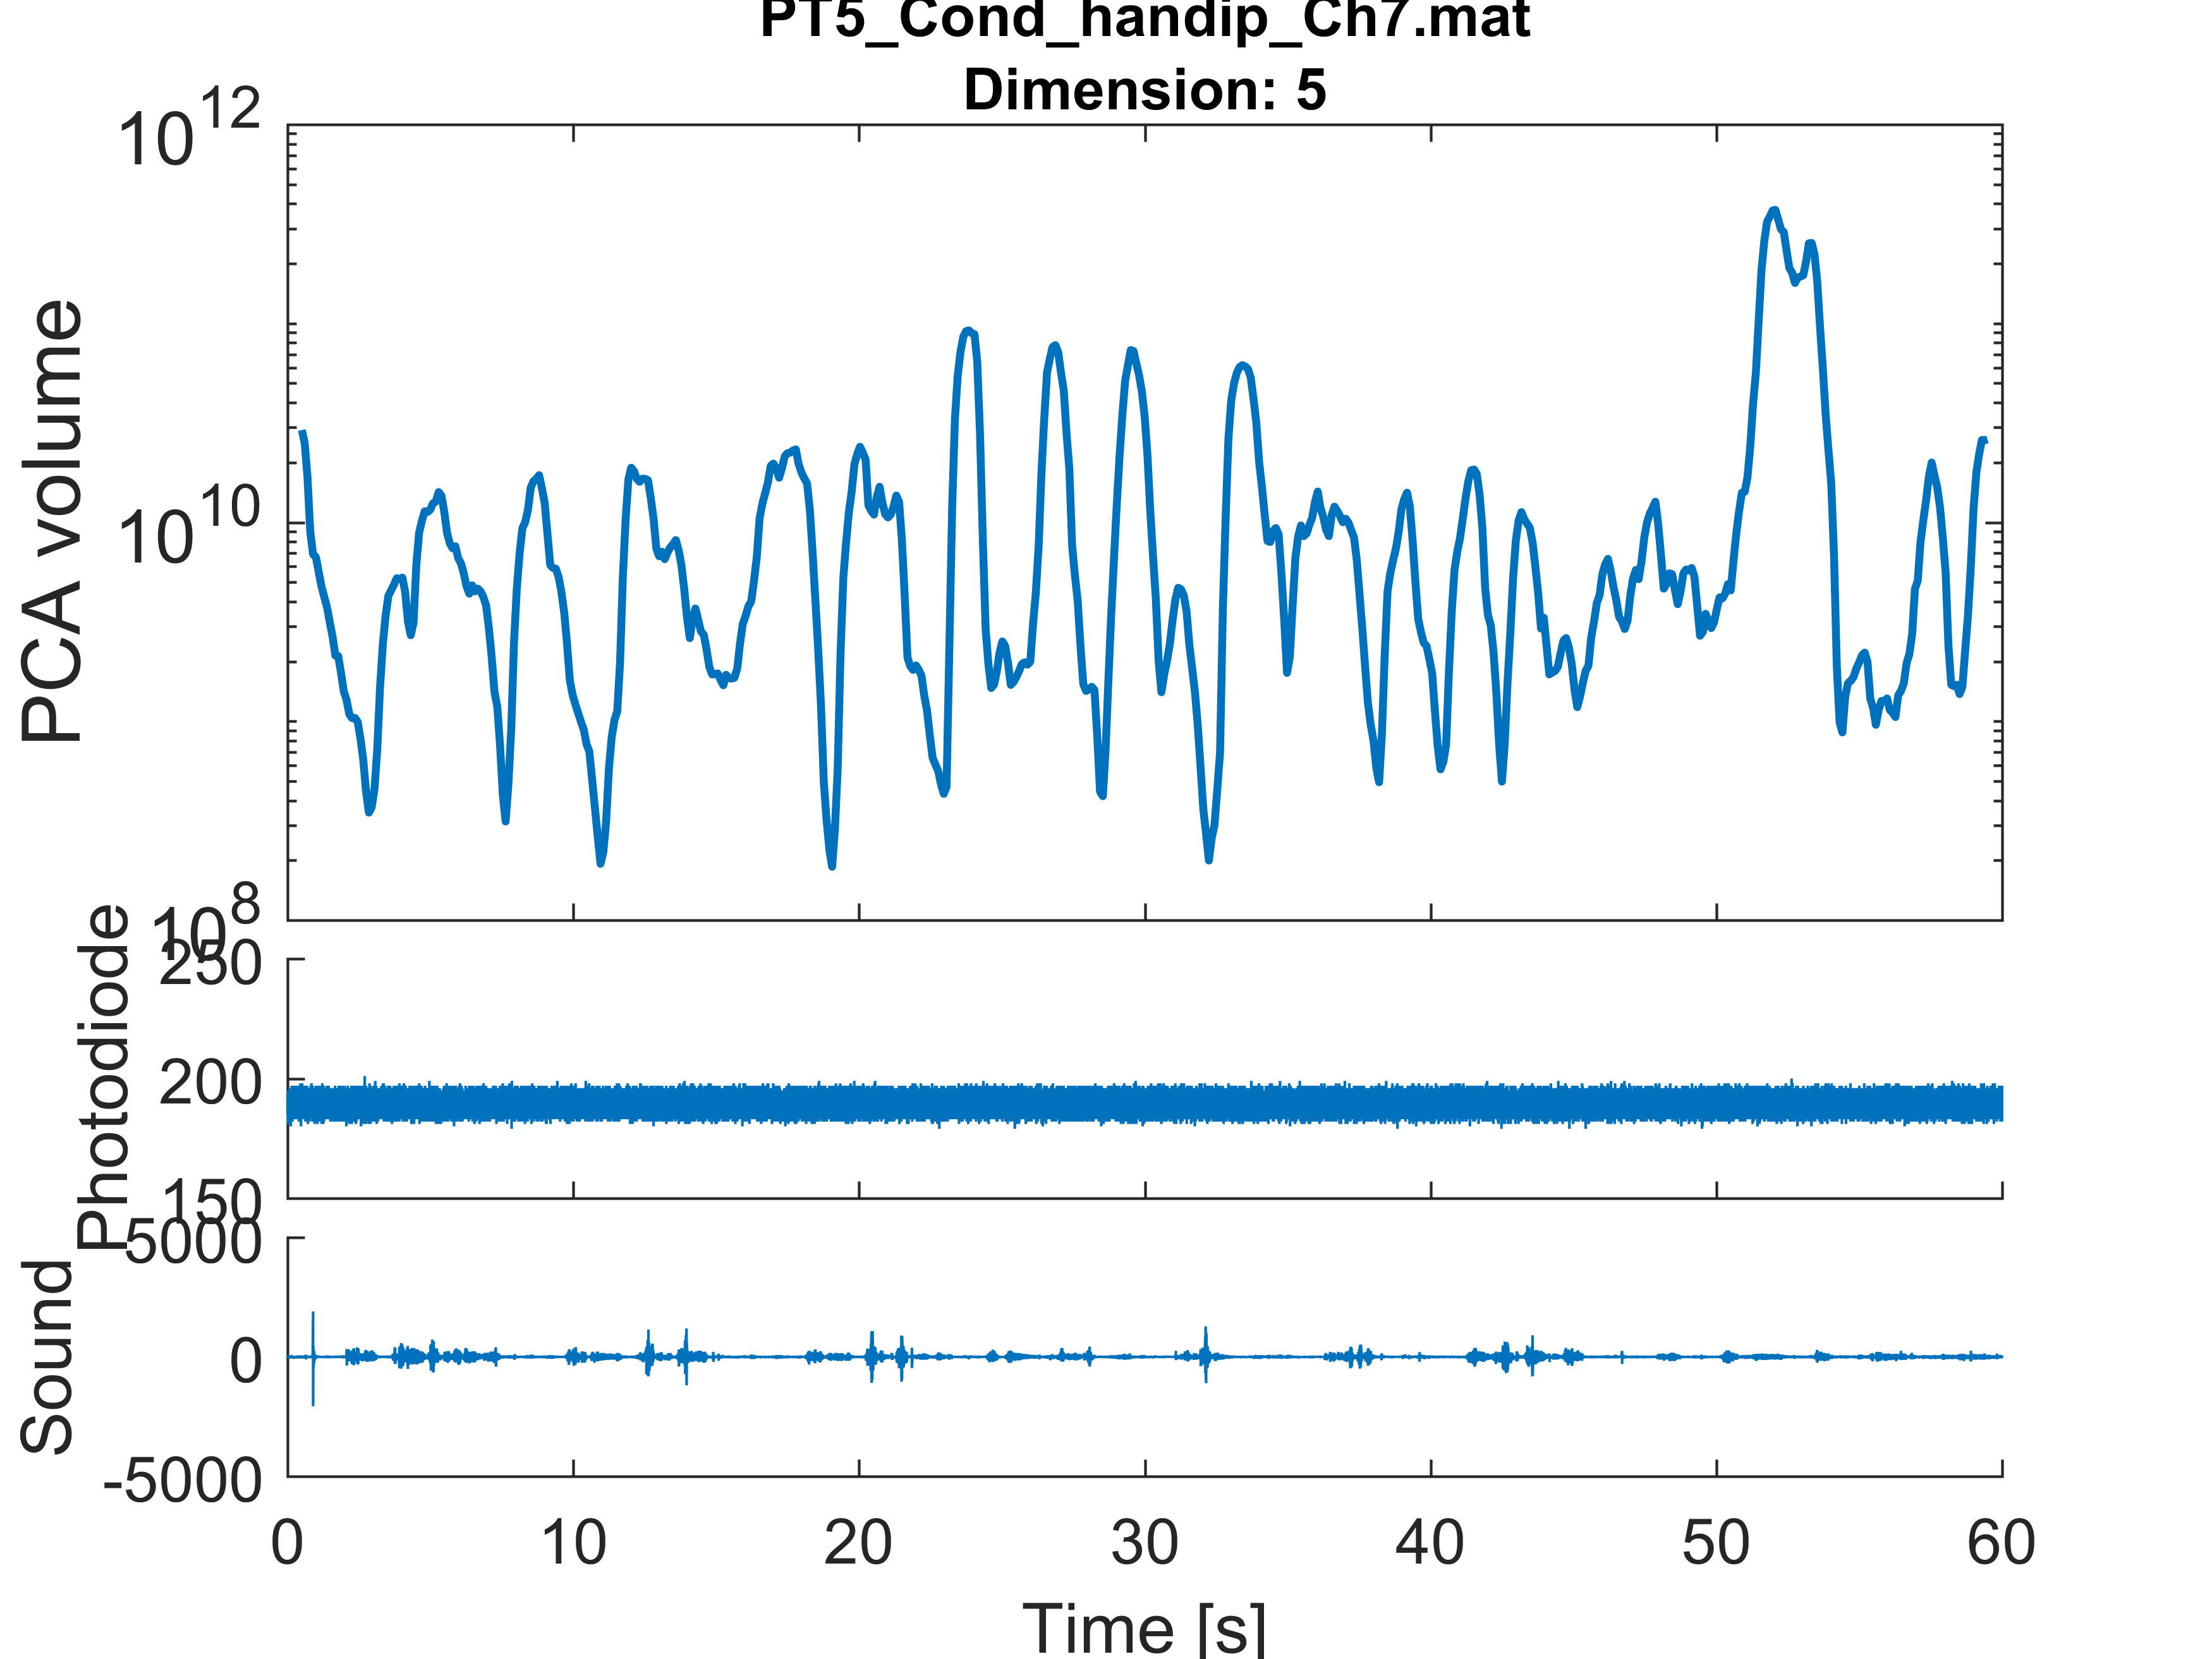 PT5_Cond_handip_Ch7.mat
Dimension: 5
10^12
10^10
10^8
PCA volume
250
200
150
Photodiode
5000
0
-5000
Sound
0 10 20 30 40 50 60
Time [s]